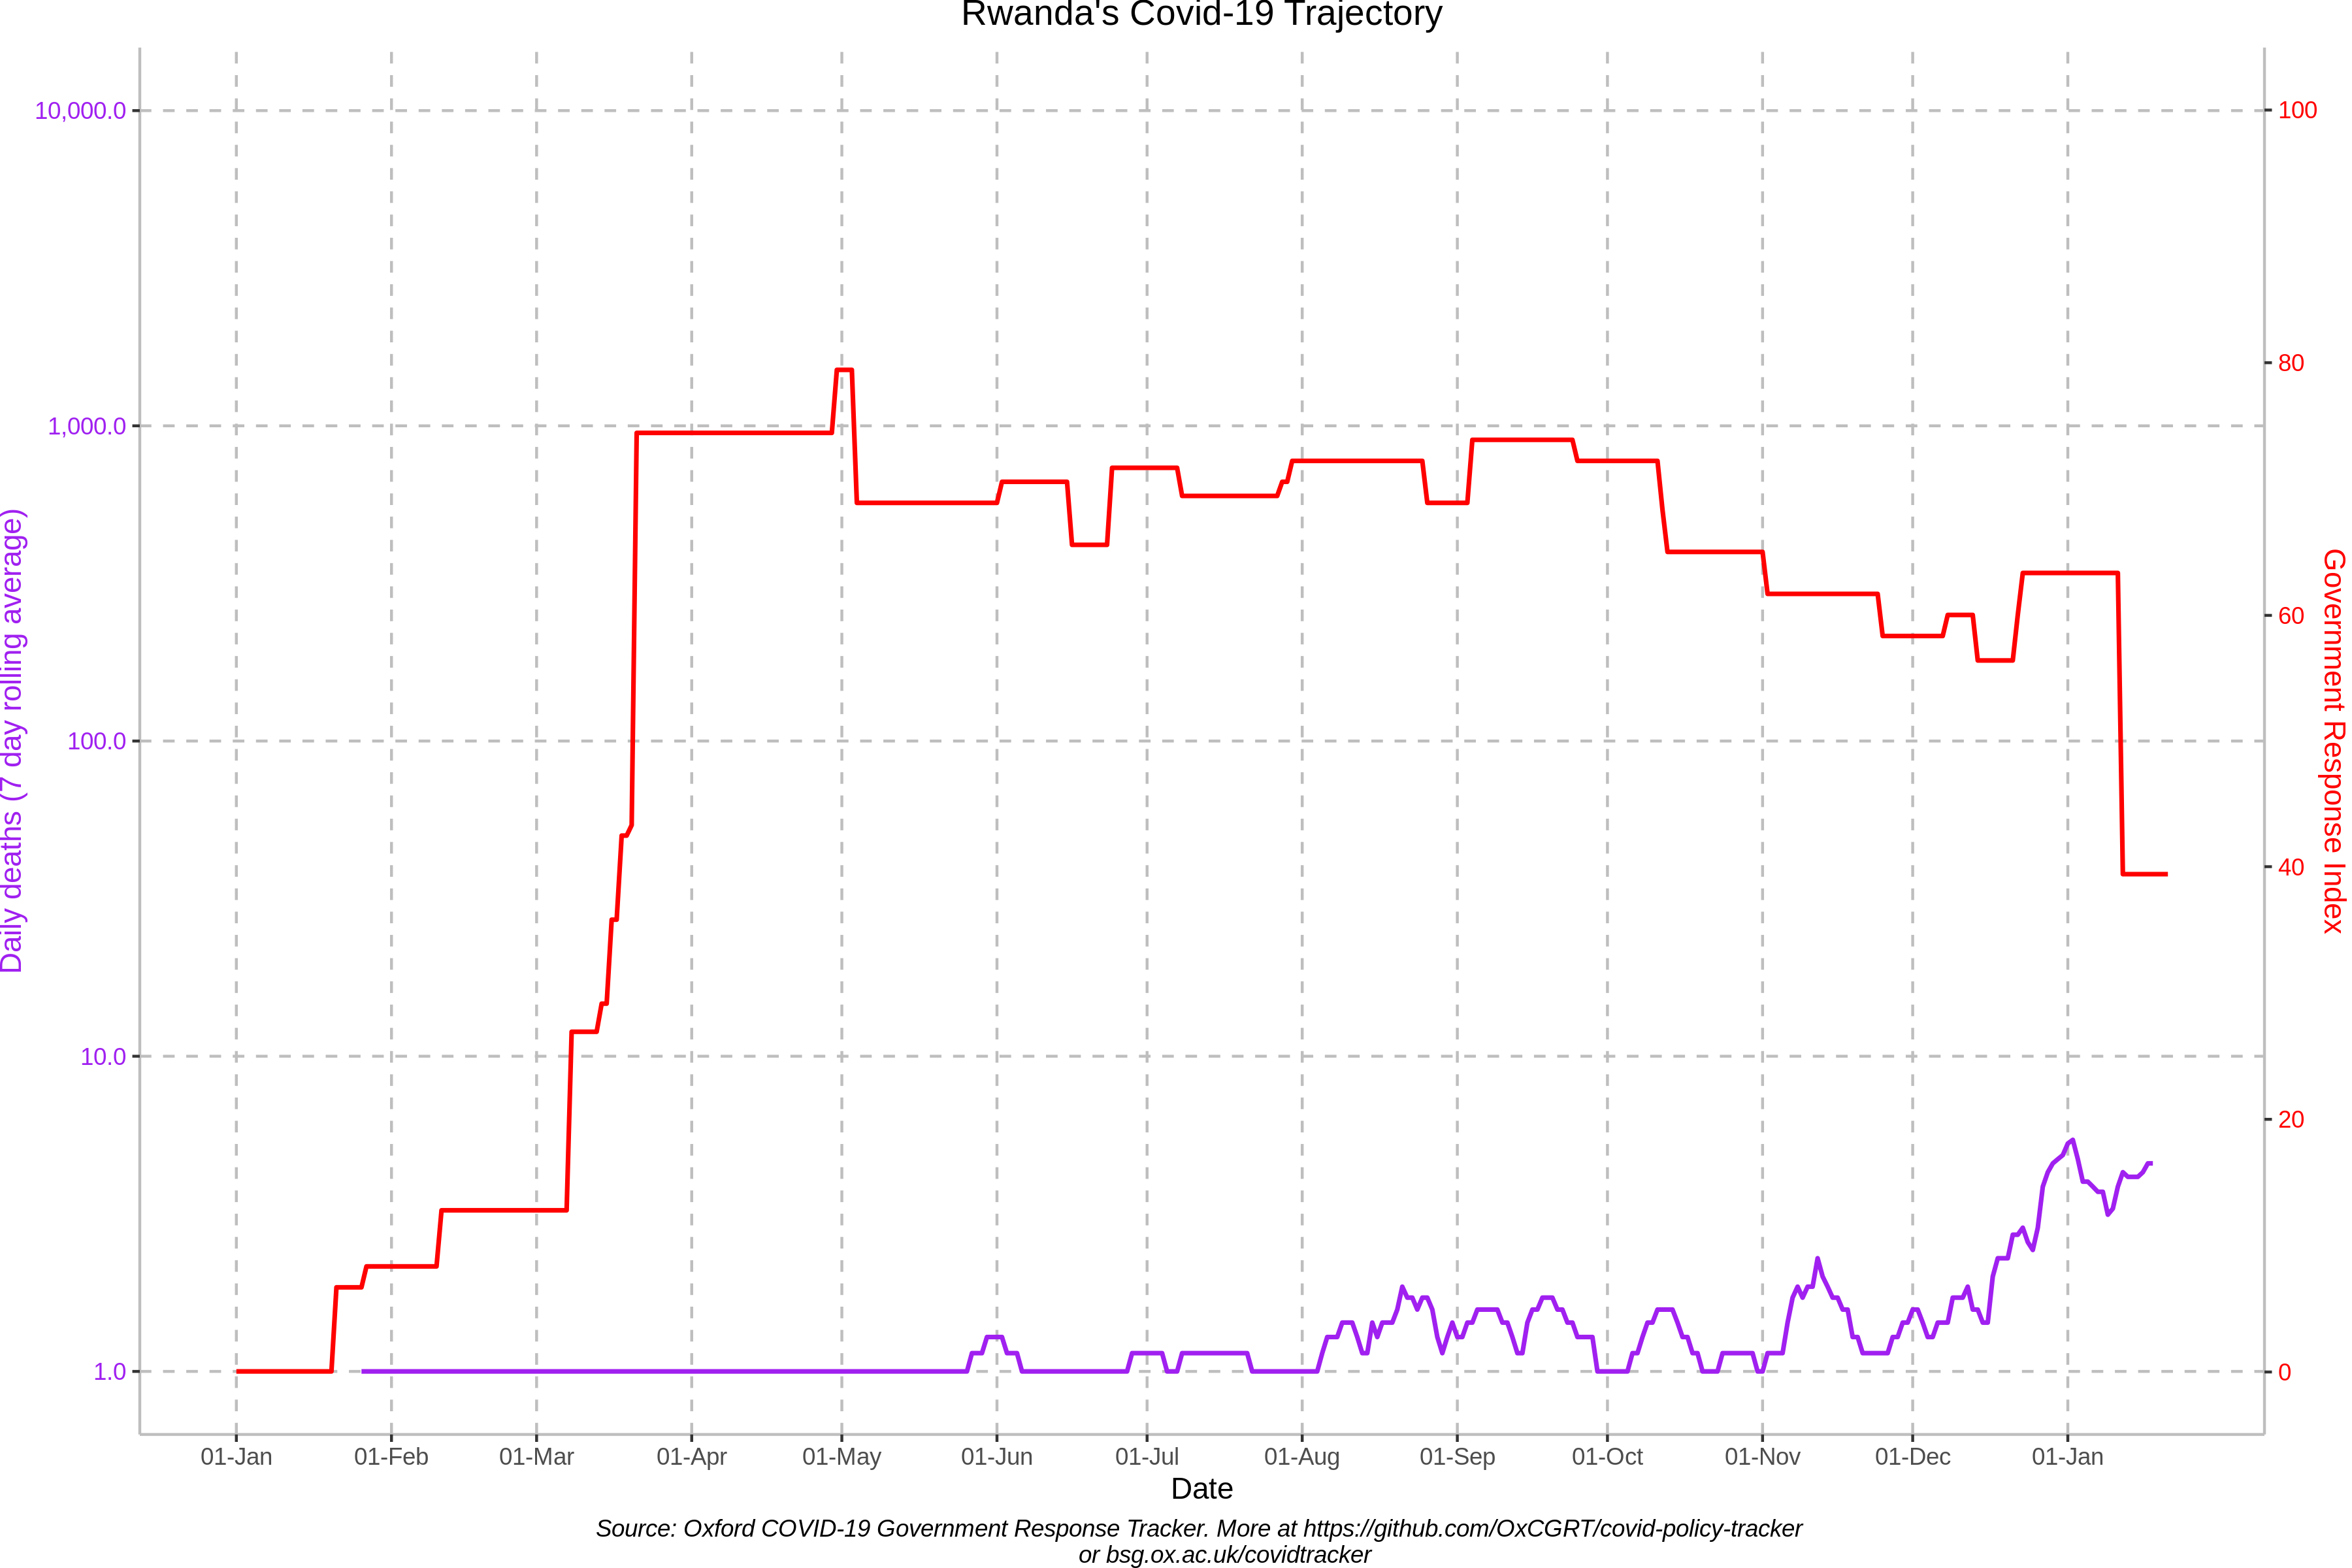 Rwanda's Covid-19 Trajectory
10,000.0
1,000.0
100.0
10.0
1.0
Daily deaths (7 day rolling average)
100
80
60
40
20
0
Government Response Index
01-Jan 01-Feb 01-Mar 01-Apr 01-May 01-Jun 01-Jul 01-Aug 01-Sep 01-Oct 01-Nov 01-Dec 01-Jan
Date
Source: Oxford COVID-19 Government Response Tracker. More at https://github.com/OxCGRT/covid-policy-tracker
or bsg.ox.ac.uk/covidtracker